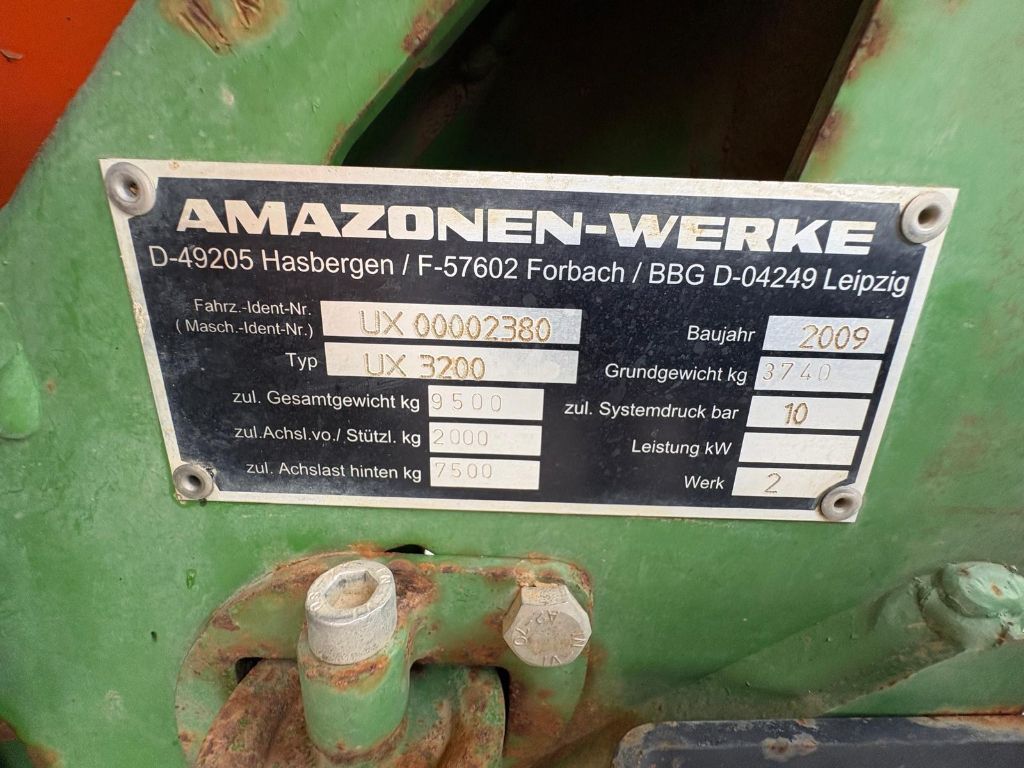 AMAZONEN-WERKE
D-49205 Hasbergen / F-57602 Forbach / BBG D-04249 Leipzig
Fahrz.-Ident-Nr.
(Masch.-Ident-Nr.) UX 00002380
Baujahr 2009
Typ UX 3200
Grundgewicht kg 3740
zul. Gesamtgewicht kg 9500
zul. Systemdruck bar 10
zul.Achsl.vo./ Stützl. kg 2000
Leistung kW
zul. Achslast hinten kg 7500
Werk 2